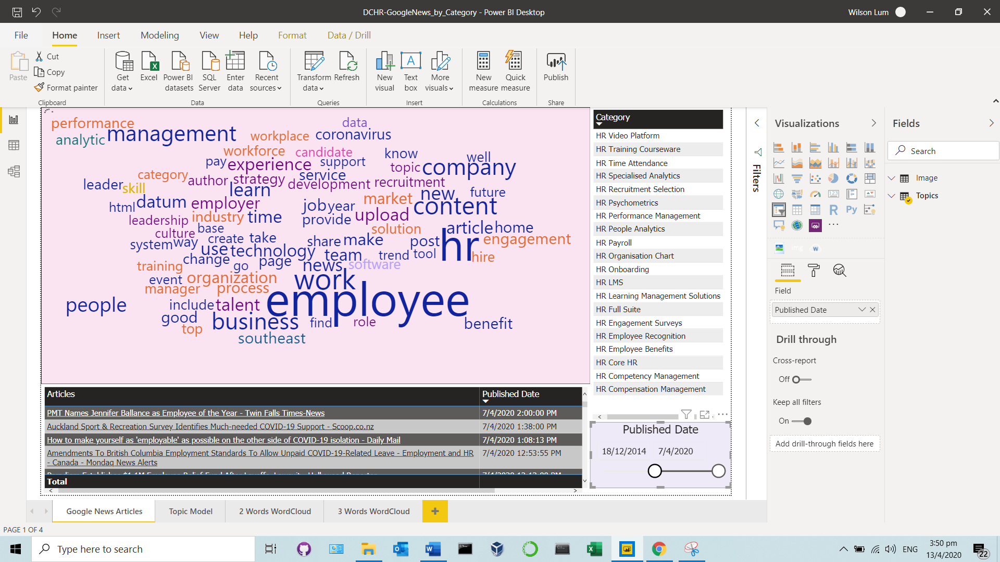 DCHR-GoogleNews_by_Category - Power BI Desktop
Wilson Lum
File Home Insert Modeling View Help Format Data / Drill
Paste
Cut
Copy
Format painter
Clipboard
Get data
Excel
Power BI datasets
SQL Server
Enter data
Recent sources
Data
Transform data
Refresh
Queries
New visual
Text box
More visuals
Insert
New measure
Quick measure
Calculations
Publish
Share
performance
data
management
analytic
workplace
coronavirus
workforce
candidate
know
well
pay
experience
support
topic
company
category
service
leader
skill
author
strategy
development
recruitment
learn
new
future
html
datum
employer
job
year
market
content
leadership
industry
time
provide
upload
culture
base
solution
article
home
system
way
create
take
share
make
post
hr
engagement
use
technology
team
trend
tool
hire
change
training
go
page
news
software
event
organization
work
manager
process
employee
people
include
talent
good
business
find
role
benefit
top
southeast
Category
HR Video Platform
HR Training Courseware
HR Time Attendance
HR Specialised Analytics
HR Recruitment Selection
HR Psychometrics
HR Performance Management
HR People Analytics
HR Payroll
HR Organisation Chart
HR Onboarding
HR LMS
HR Learning Management Solutions
HR Full Suite
HR Engagement Surveys
HR Employee Recognition
HR Employee Benefits
HR Core HR
HR Competency Management
HR Compensation Management
Articles Published Date
PMT Names Jennifer Ballance as Employee of the Year - Twin Falls Times-News 7/4/2020 2:00:00 PM
Auckland Sport & Recreation Survey Identifies Much-needed COVID-19 Support - Scoop.co.nz 7/4/2020 1:38:00 PM
How to make yourself as 'employable' as possible on the other side of COVID-19 isolation - Daily Mail 7/4/2020 1:08:13 PM
Amendments To British Columbia Employment Standards To Allow Unpaid COVID-19-Related Leave - Employment and HR 7/4/2020 12:53:55 PM
- Canada - Mondaq News Alerts
Total
Published Date
18/12/2014 7/4/2020
Filters
Visualizations
R Py
Field
Published Date
Drill through
Cross-report
Off
Keep all filters
On
Add drill-through fields here
Fields
Search
Image
Topics
Google News Articles
Topic Model
2 Words WordCloud
3 Words WordCloud
PAGE 1 OF 4
Type here to search
ENG
3:50 pm
13/4/2020
22